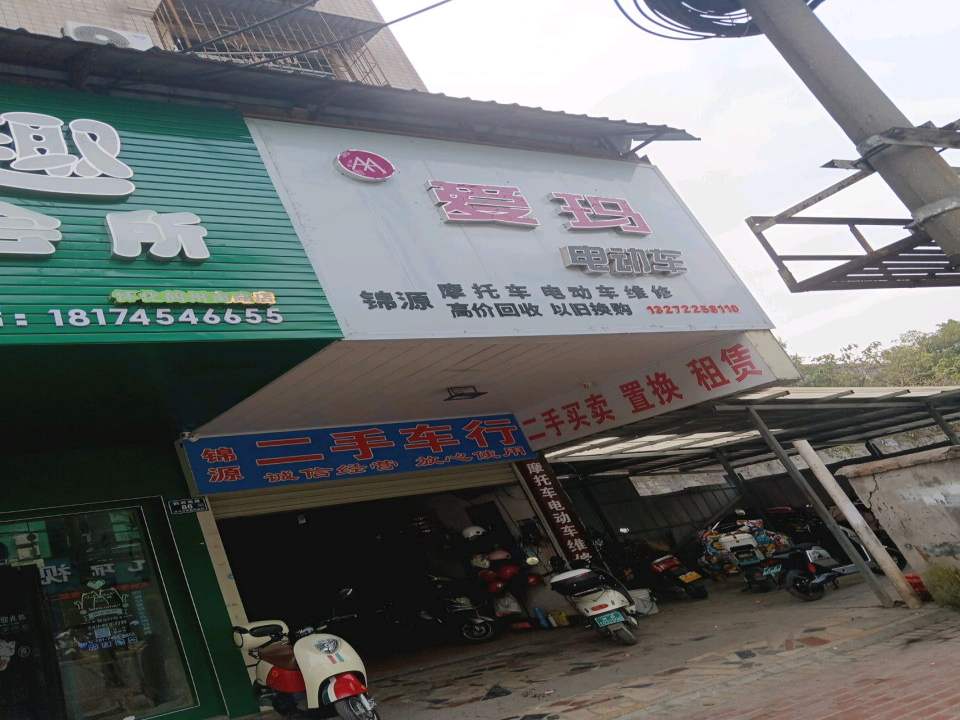 趣
会所
: 18174546655
爱玛
电动车
锦源 摩托车 电动车维修
高价回收 以旧换购 13272258110
二手买卖 置换 租赁
锦源 二手车行
诚信经营 放心使用
摩托车电动车维修
86